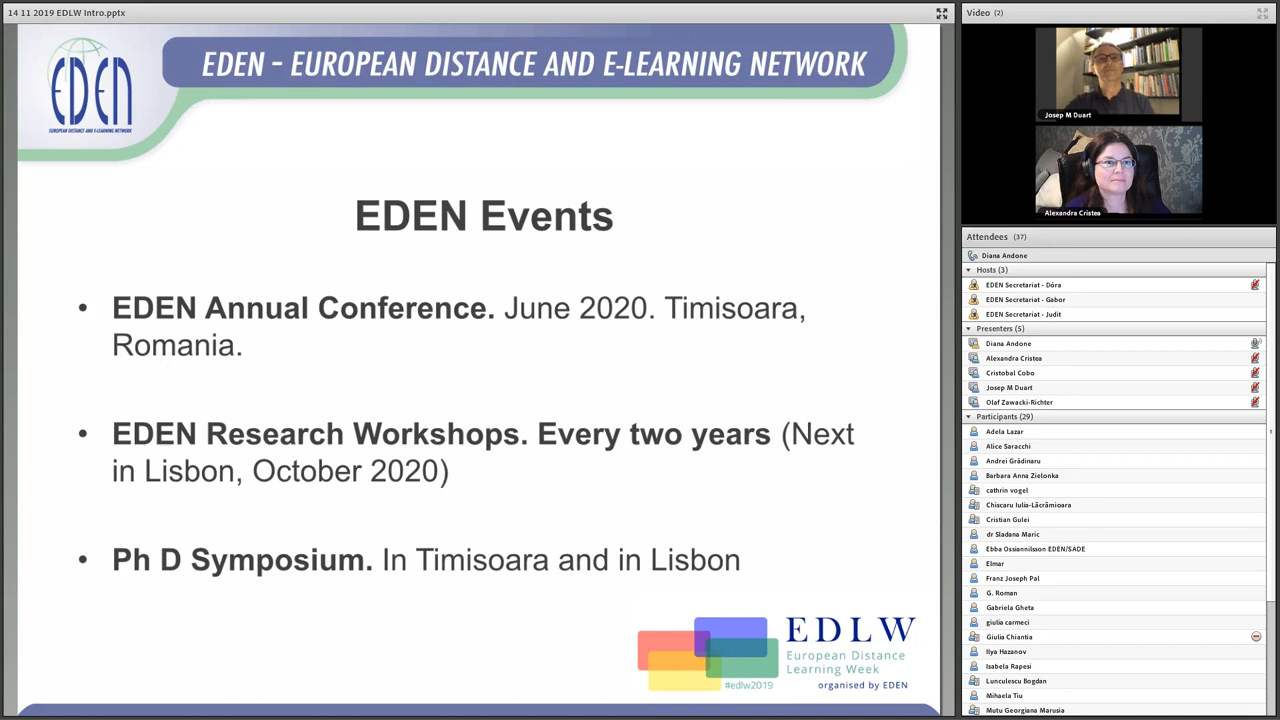 14 11 2019 EDLW Intro.pptx
EDEN
EUROPEAN DISTANCE AND E-LEARNING NETWORK
EDEN – EUROPEAN DISTANCE AND E-LEARNING NETWORK
EDEN Events
• EDEN Annual Conference. June 2020. Timisoara,
Romania.
• EDEN Research Workshops. Every two years (Next
in Lisbon, October 2020)
• Ph D Symposium. In Timisoara and in Lisbon
EDLW
European Distance
Learning Week
#edlw2019
organised by EDEN
Video (2)
Josep M Duart
Alexandra Cristea
Attendees (37)
Diana Andone
Hosts (3)
EDEN Secretariat - Dóra
EDEN Secretariat - Gabor
EDEN Secretariat - Judit
Presenters (5)
Diana Andone
Alexandra Cristea
Cristobal Cobo
Josep M Duart
Olaf Zawacki-Richter
Participants (29)
Adela Lazar
Alice Saracchi
Andrei Grădinaru
Barbara Anna Zielonka
cathrin vogel
Chiscaru Iulia-Lăcrămioara
Cristian Gulei
dr Sladana Maric
Ebba Ossiannilsson EDEN/SADE
Elmar
Franz Joseph Pal
G. Roman
Gabriela Gheta
giulia carmeci
Giulia Chiantia
Ilya Hazanov
Isabela Rapesi
Lunculescu Bogdan
Mihaela Tiu
Mutu Georgiana Marusia